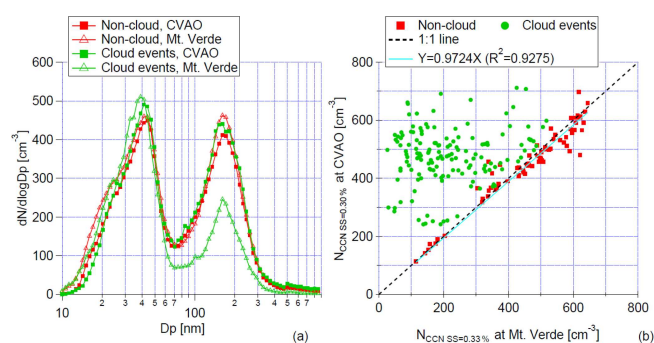 Non-cloud, CVAO
Non-cloud, Mt. Verde
Cloud events, CVAO
Cloud events, Mt. Verde
600
500
400
300
200
100
0
dN/dlogDp [cm-3]
10 2 3 4 5 6 7 100 2 3 4 5 6 7
Dp [nm]
(a)
Non-cloud Cloud events
1:1 line
Y=0.9724X (R2=0.9275)
800
600
400
200
0
NCCN SS=0.30% at CVAO [cm-3]
0 200 400 600 800
NCCN SS=0.33% at Mt. Verde [cm-3]
(b)